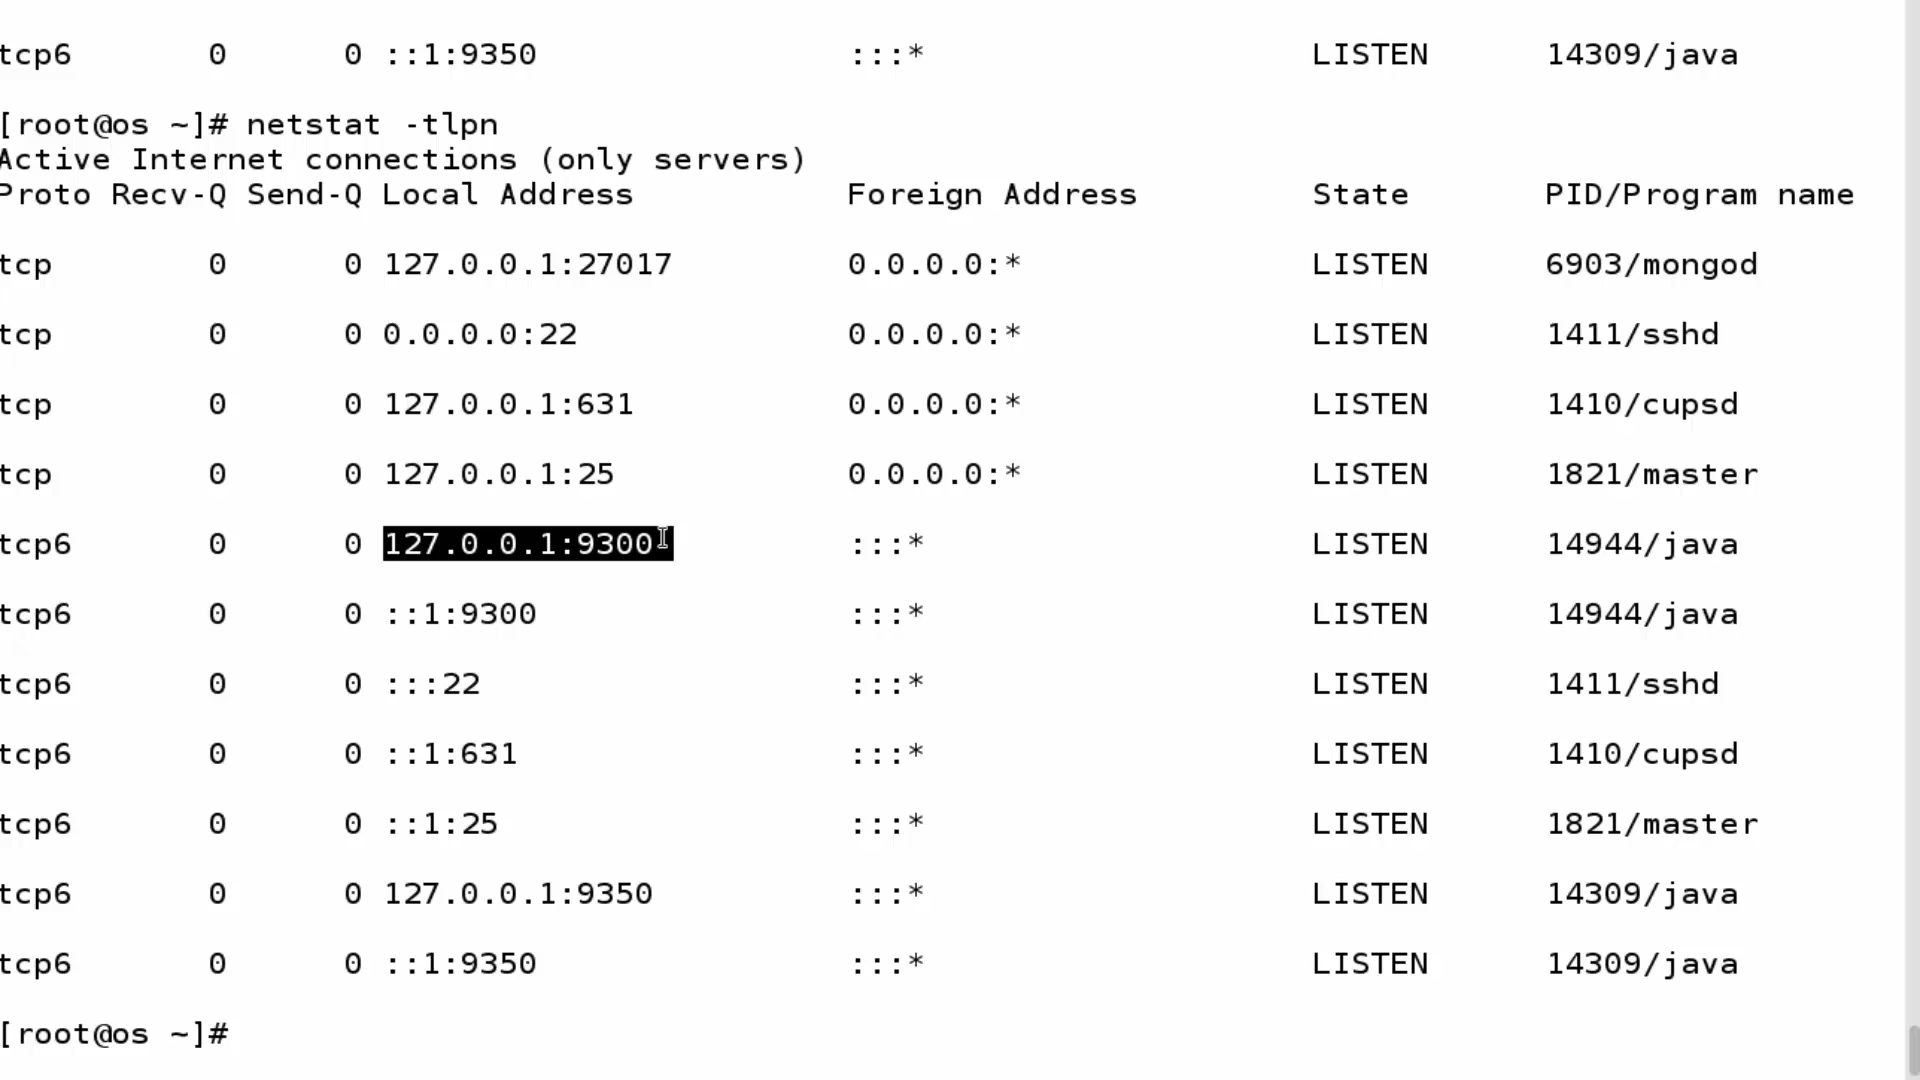 tcp6 0 0 ::1:9350 :::* LISTEN 14309/java
[root@os ~]# netstat -tlpn
Active Internet connections (only servers)
Proto Recv-Q Send-Q Local Address Foreign Address State PID/Program name
tcp 0 0 127.0.0.1:27017 0.0.0.0:* LISTEN 6903/mongod
tcp 0 0 0.0.0.0:22 0.0.0.0:* LISTEN 1411/sshd
tcp 0 0 127.0.0.1:631 0.0.0.0:* LISTEN 1410/cupsd
tcp 0 0 127.0.0.1:25 0.0.0.0:* LISTEN 1821/master
tcp6 0 0 127.0.0.1:9300 :::* LISTEN 14944/java
tcp6 0 0 ::1:9300 :::* LISTEN 14944/java
tcp6 0 0 :::22 :::* LISTEN 1411/sshd
tcp6 0 0 ::1:631 :::* LISTEN 1410/cupsd
tcp6 0 0 ::1:25 :::* LISTEN 1821/master
tcp6 0 0 127.0.0.1:9350 :::* LISTEN 14309/java
tcp6 0 0 ::1:9350 :::* LISTEN 14309/java
[root@os ~]#